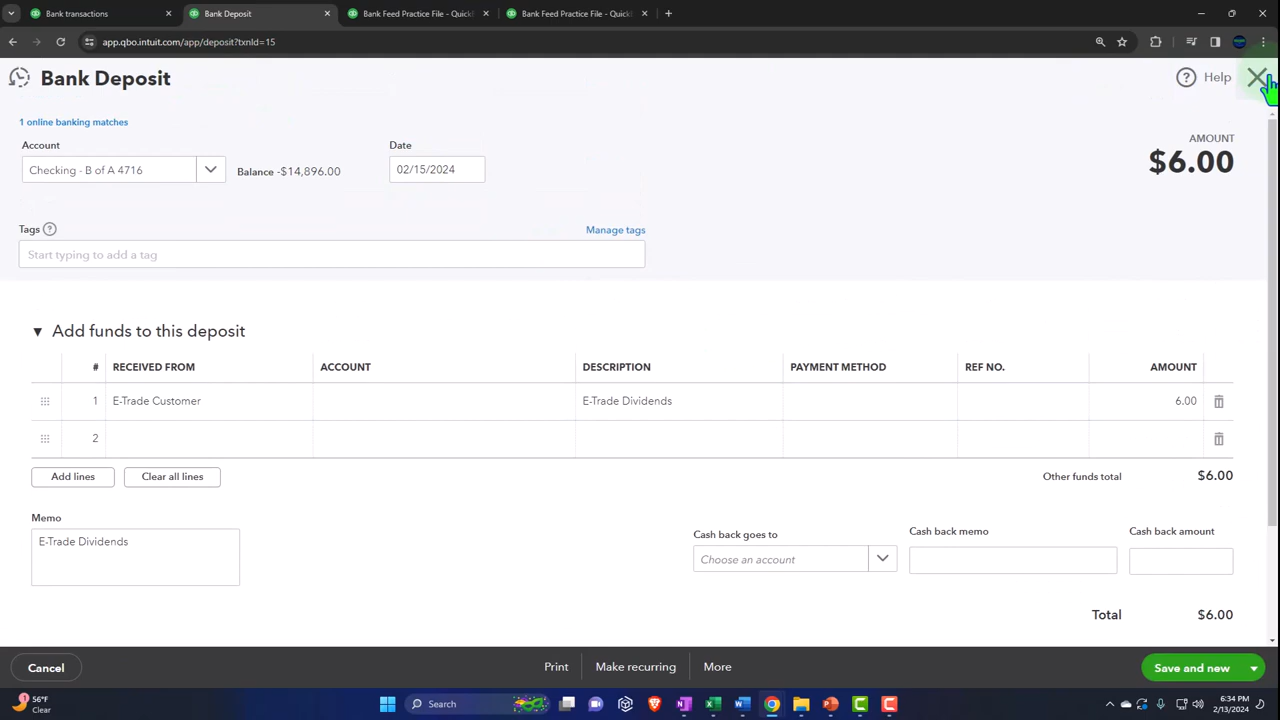 Bank transactions
Bank Deposit
Bank Feed Practice File - Quick
Bank Feed Practice File - Quick
app.qbo.intuit.com/app/deposit?txnId=15
Bank Deposit
Help
1 online banking matches
Account
Date
AMOUNT
Checking - B of A 4716
Balance -$14,896.00
02/15/2024
$6.00
Tags
Manage tags
Start typing to add a tag
Add funds to this deposit
# RECEIVED FROM ACCOUNT DESCRIPTION PAYMENT METHOD REF NO. AMOUNT
1 E-Trade Customer E-Trade Dividends 6.00
2
Add lines Clear all lines Other funds total $6.00
Memo
Cash back goes to Cash back memo Cash back amount
E-Trade Dividends
Choose an account
Total $6.00
Cancel Print Make recurring More Save and new
56°F
Clear
Search
6:34 PM
2/13/2024